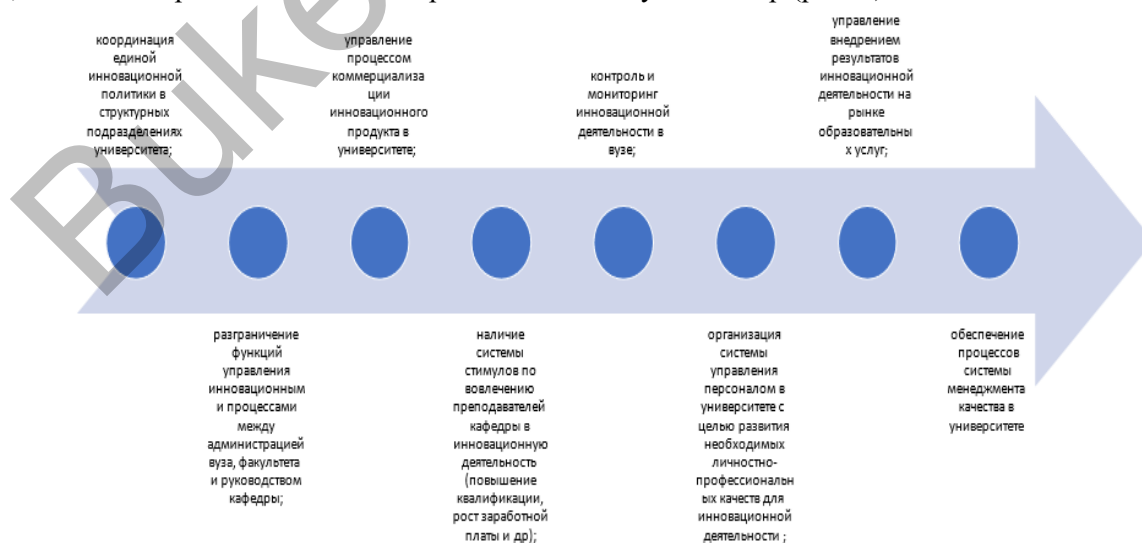 Buke
координация
единой
инновационной
политики в
структурных
подразделениях
университета;
разграничение
функций
управления
инновационным
и процессами
между
администрацией
вуза, факультета
и руководством
кафедры;
управление
процессом
коммерциализа
ции
инновационного
продукта в
университете;
наличие
системы
стимулов по
вовлечению
преподавателей
кафедры в
инновационную
деятельность
(повышение
квалификации,
рост заработной
платы и др);
контроль и
мониторинг
инновационной
деятельности в
вузе;
организация
системы
управления
персоналом в
университете с
целью развития
необходимых
личностно-
профессиональн
ых качеств для
инновационной
деятельности ;
управление
внедрением
результатов
инновационной
деятельности на
рынке
образовательны
х услуг;
обеспечение
процессов
системы
менеджмента
качества в
университете